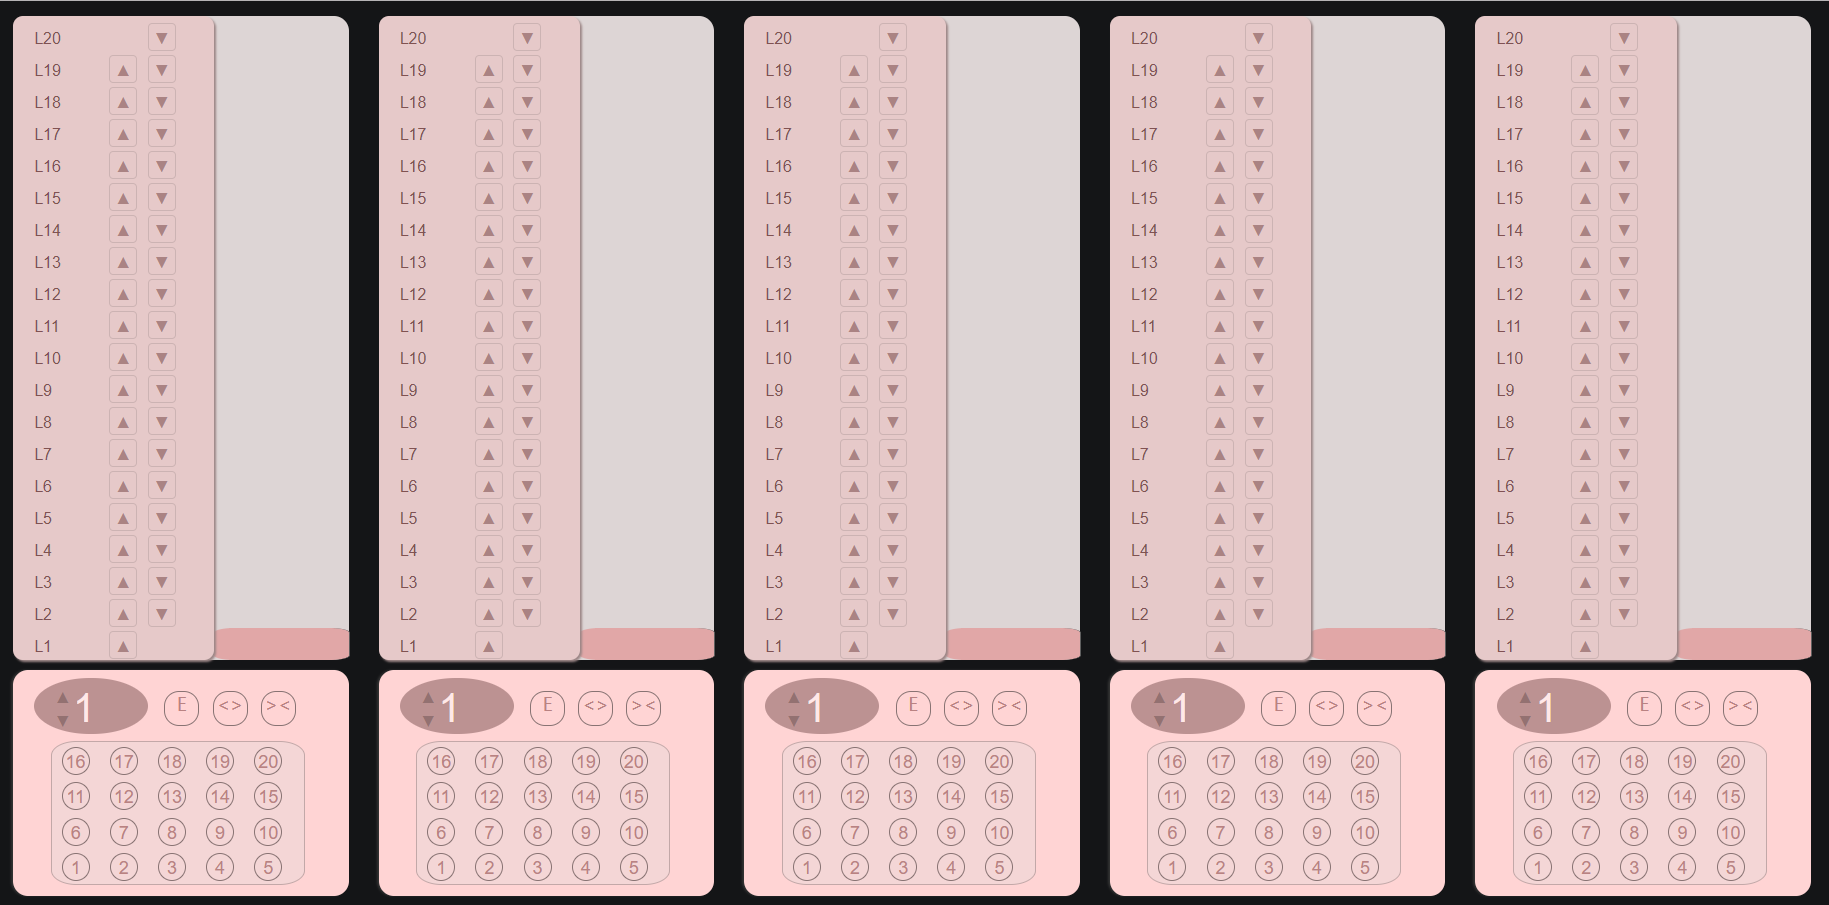 L20 ▼ L20 ▼ L20 ▼ L20 ▼ L20 ▼
L19 ▲ ▼ L19 ▲ ▼ L19 ▲ ▼ L19 ▲ ▼ L19 ▲ ▼
L18 ▲ ▼ L18 ▲ ▼ L18 ▲ ▼ L18 ▲ ▼ L18 ▲ ▼
L17 ▲ ▼ L17 ▲ ▼ L17 ▲ ▼ L17 ▲ ▼ L17 ▲ ▼
L16 ▲ ▼ L16 ▲ ▼ L16 ▲ ▼ L16 ▲ ▼ L16 ▲ ▼
L15 ▲ ▼ L15 ▲ ▼ L15 ▲ ▼ L15 ▲ ▼ L15 ▲ ▼
L14 ▲ ▼ L14 ▲ ▼ L14 ▲ ▼ L14 ▲ ▼ L14 ▲ ▼
L13 ▲ ▼ L13 ▲ ▼ L13 ▲ ▼ L13 ▲ ▼ L13 ▲ ▼
L12 ▲ ▼ L12 ▲ ▼ L12 ▲ ▼ L12 ▲ ▼ L12 ▲ ▼
L11 ▲ ▼ L11 ▲ ▼ L11 ▲ ▼ L11 ▲ ▼ L11 ▲ ▼
L10 ▲ ▼ L10 ▲ ▼ L10 ▲ ▼ L10 ▲ ▼ L10 ▲ ▼
L9 ▲ ▼ L9 ▲ ▼ L9 ▲ ▼ L9 ▲ ▼ L9 ▲ ▼
L8 ▲ ▼ L8 ▲ ▼ L8 ▲ ▼ L8 ▲ ▼ L8 ▲ ▼
L7 ▲ ▼ L7 ▲ ▼ L7 ▲ ▼ L7 ▲ ▼ L7 ▲ ▼
L6 ▲ ▼ L6 ▲ ▼ L6 ▲ ▼ L6 ▲ ▼ L6 ▲ ▼
L5 ▲ ▼ L5 ▲ ▼ L5 ▲ ▼ L5 ▲ ▼ L5 ▲ ▼
L4 ▲ ▼ L4 ▲ ▼ L4 ▲ ▼ L4 ▲ ▼ L4 ▲ ▼
L3 ▲ ▼ L3 ▲ ▼ L3 ▲ ▼ L3 ▲ ▼ L3 ▲ ▼
L2 ▲ ▼ L2 ▲ ▼ L2 ▲ ▼ L2 ▲ ▼ L2 ▲ ▼
L1 ▲ L1 ▲ L1 ▲ L1 ▲ L1 ▲
▲ ▼ 1 E <> >< ▲ ▼ 1 E <> >< ▲ ▼ 1 E <> >< ▲ ▼ 1 E <> >< ▲ ▼ 1 E <> ><
16 17 18 19 20 16 17 18 19 20 16 17 18 19 20 16 17 18 19 20 16 17 18 19 20
11 12 13 14 15 11 12 13 14 15 11 12 13 14 15 11 12 13 14 15 11 12 13 14 15
6 7 8 9 10 6 7 8 9 10 6 7 8 9 10 6 7 8 9 10 6 7 8 9 10
1 2 3 4 5 1 2 3 4 5 1 2 3 4 5 1 2 3 4 5 1 2 3 4 5